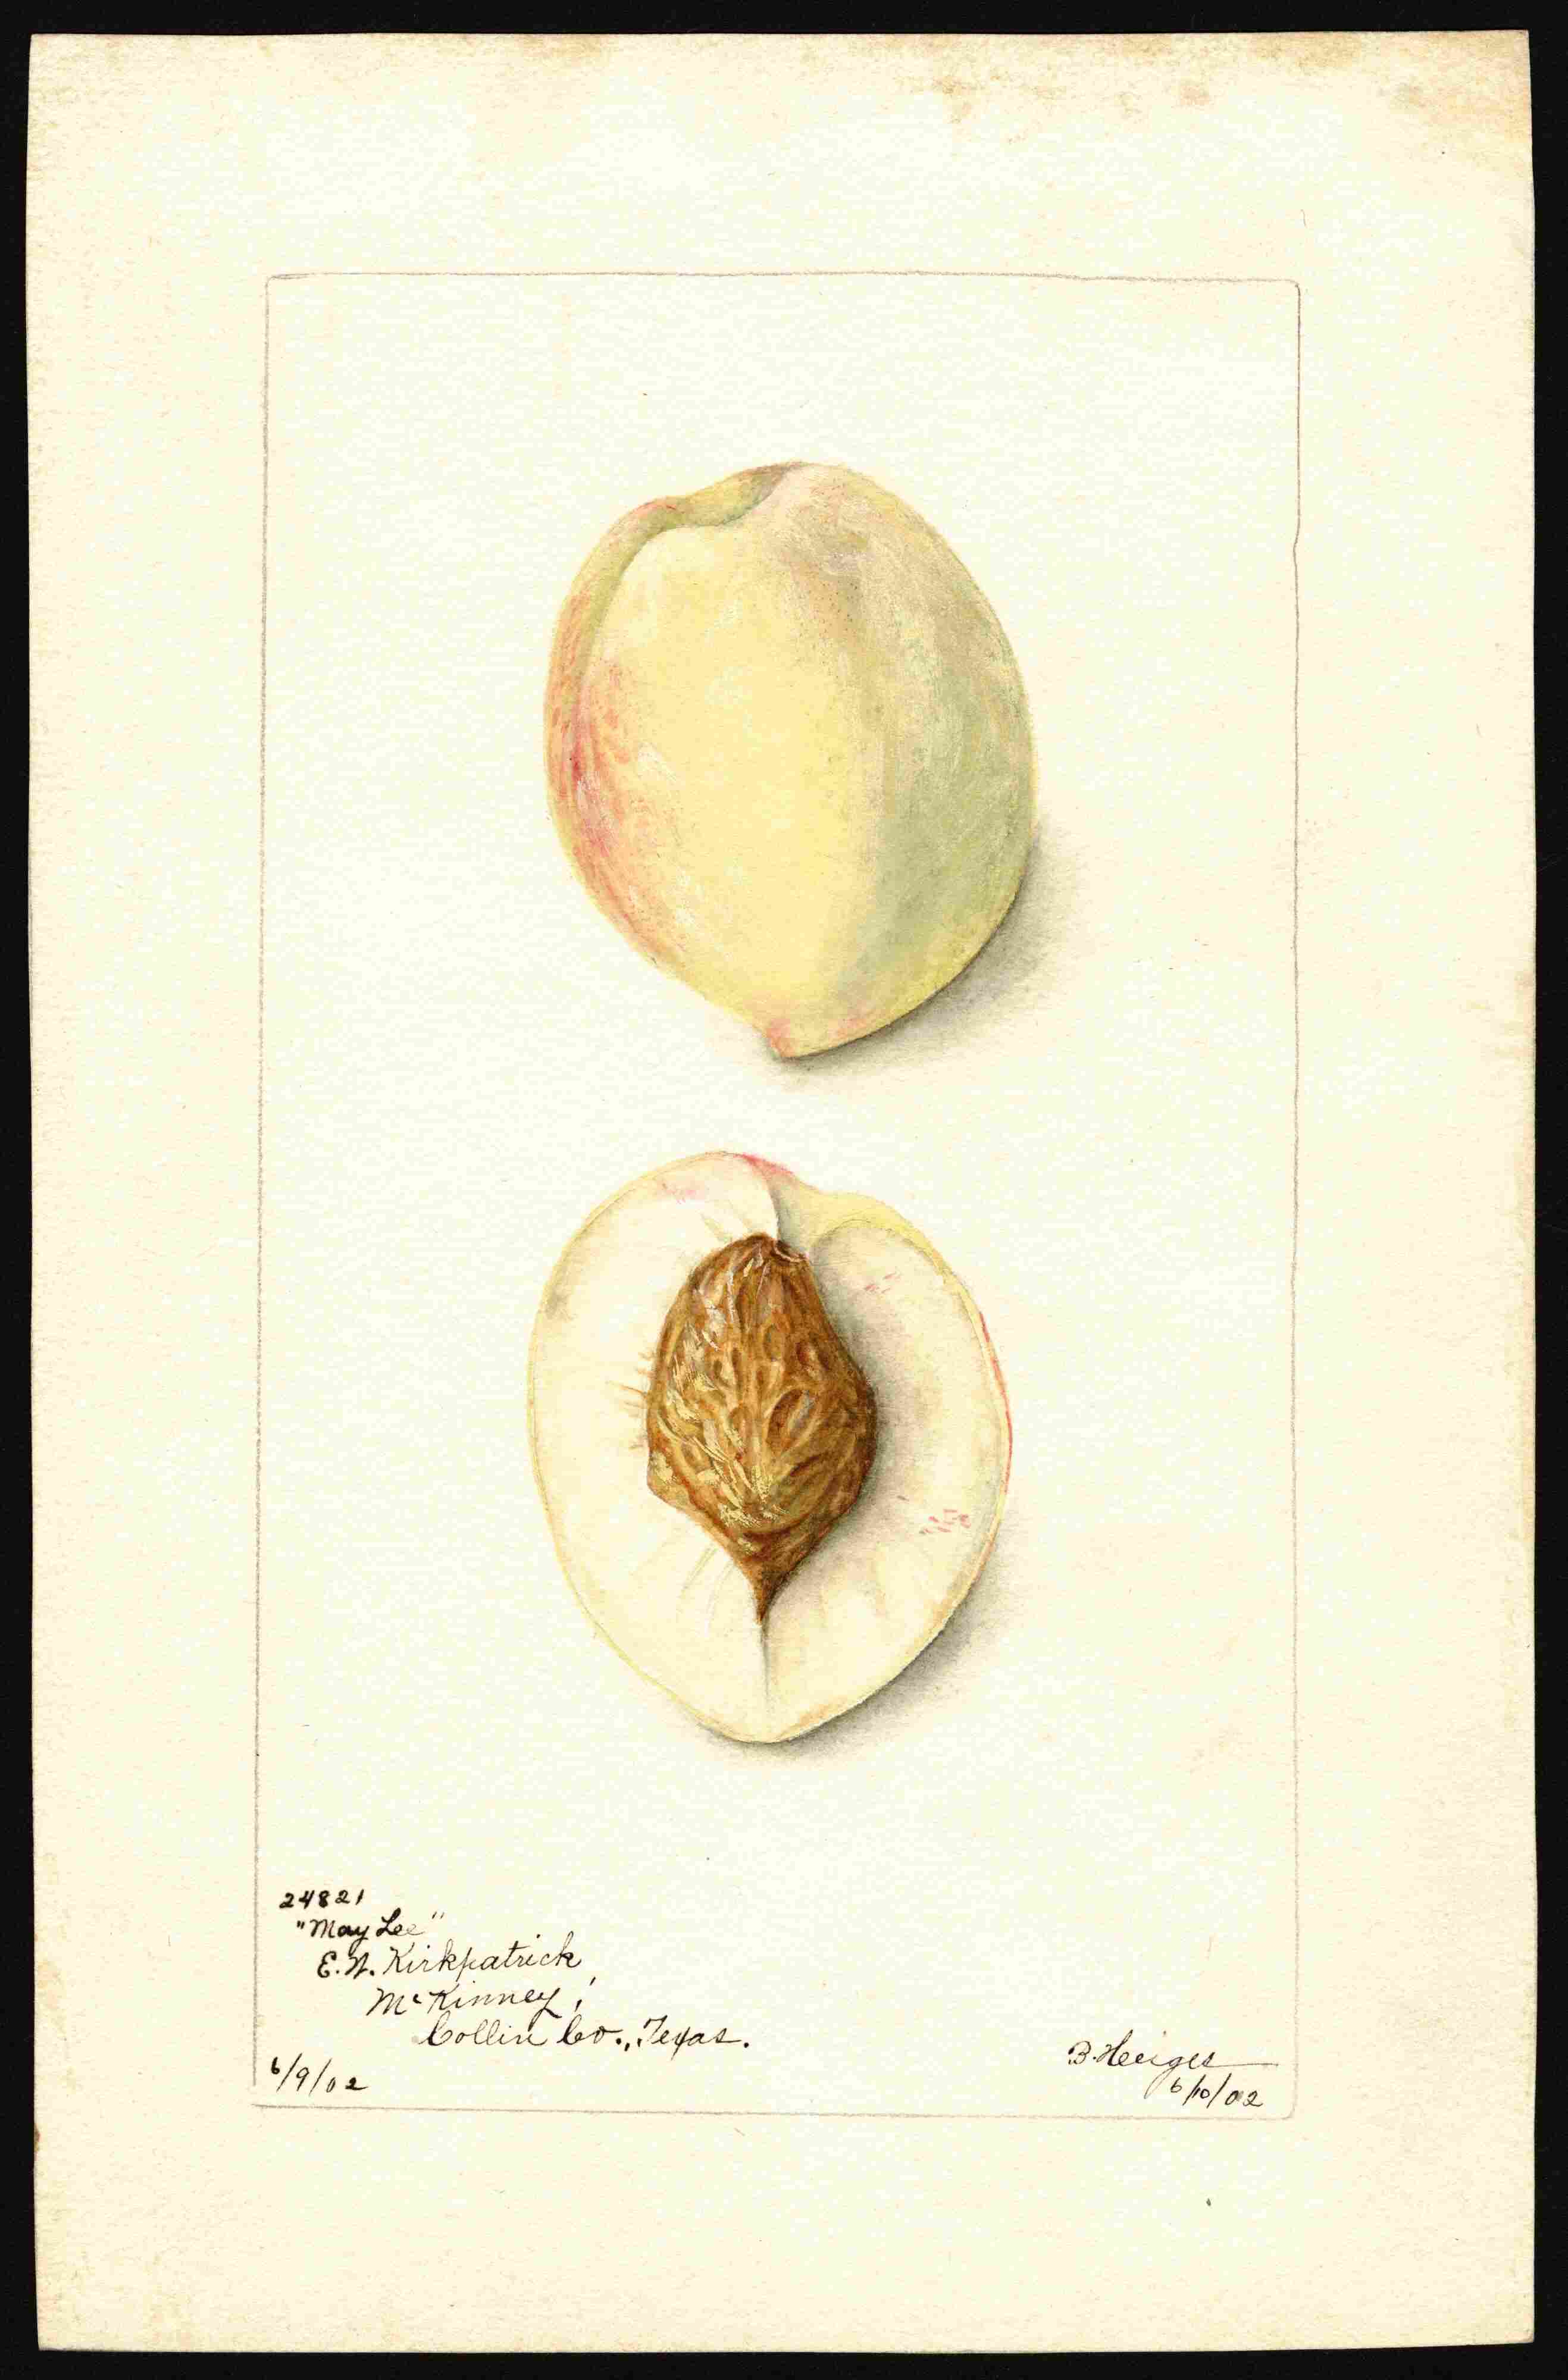 24821
"May Lee"
E. W. Kirkpatrick
McKinney,
Collin Co., Texas.
6/9/02
B. Heiges
6/10/02